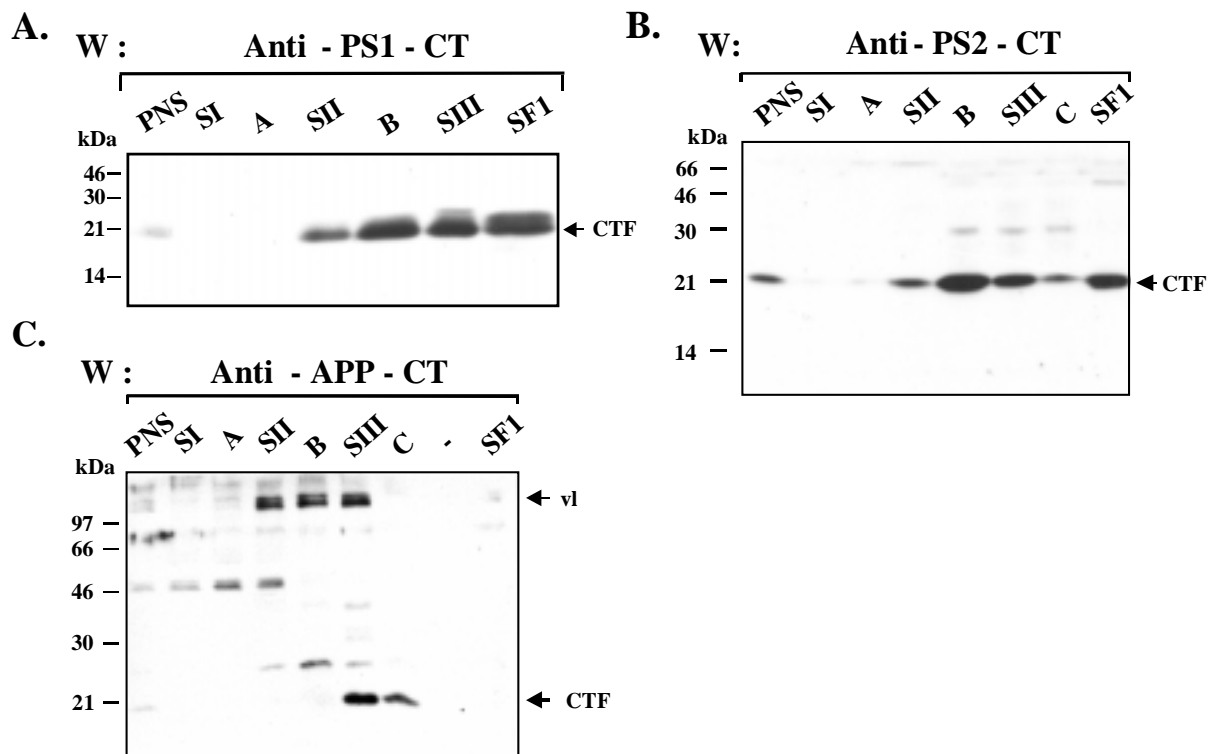 A.
W : Anti - PS1 - CT
PNS SI A SII B SIII SF1
kDa
46
30
21
14
CTF
B.
W : Anti - PS2 - CT
PNS SI A SII B SIII C SF1
kDa
66
46
30
21
14
CTF
C.
W : Anti - APP - CT
PNS SI A SII B SIII C - SF1
kDa
97
66
46
30
21
vl
CTF